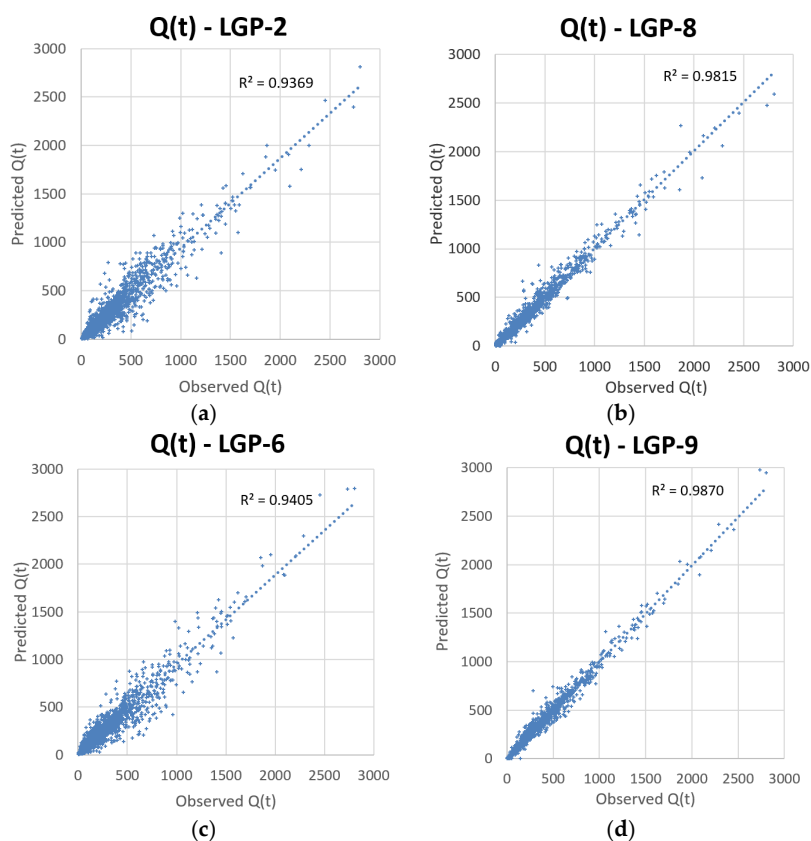 Q(t) - LGP-2
3000
2500
2000
1500
1000
500
0
Predicted Q(t)
R² = 0.9369
0 500 1000 1500 2000 2500 3000
Observed Q(t)
(a)
Q(t) - LGP-8
3000
2500
2000
1500
1000
500
0
Predicted Q(t)
R² = 0.9815
0 500 1000 1500 2000 2500 3000
Observed Q(t)
(b)
Q(t) - LGP-6
3000
2500
2000
1500
1000
500
0
Predicted Q(t)
R² = 0.9405
0 500 1000 1500 2000 2500 3000
Observed Q(t)
(c)
Q(t) - LGP-9
3000
2500
2000
1500
1000
500
0
Predicted Q(t)
R² = 0.9870
0 500 1000 1500 2000 2500 3000
Observed Q(t)
(d)